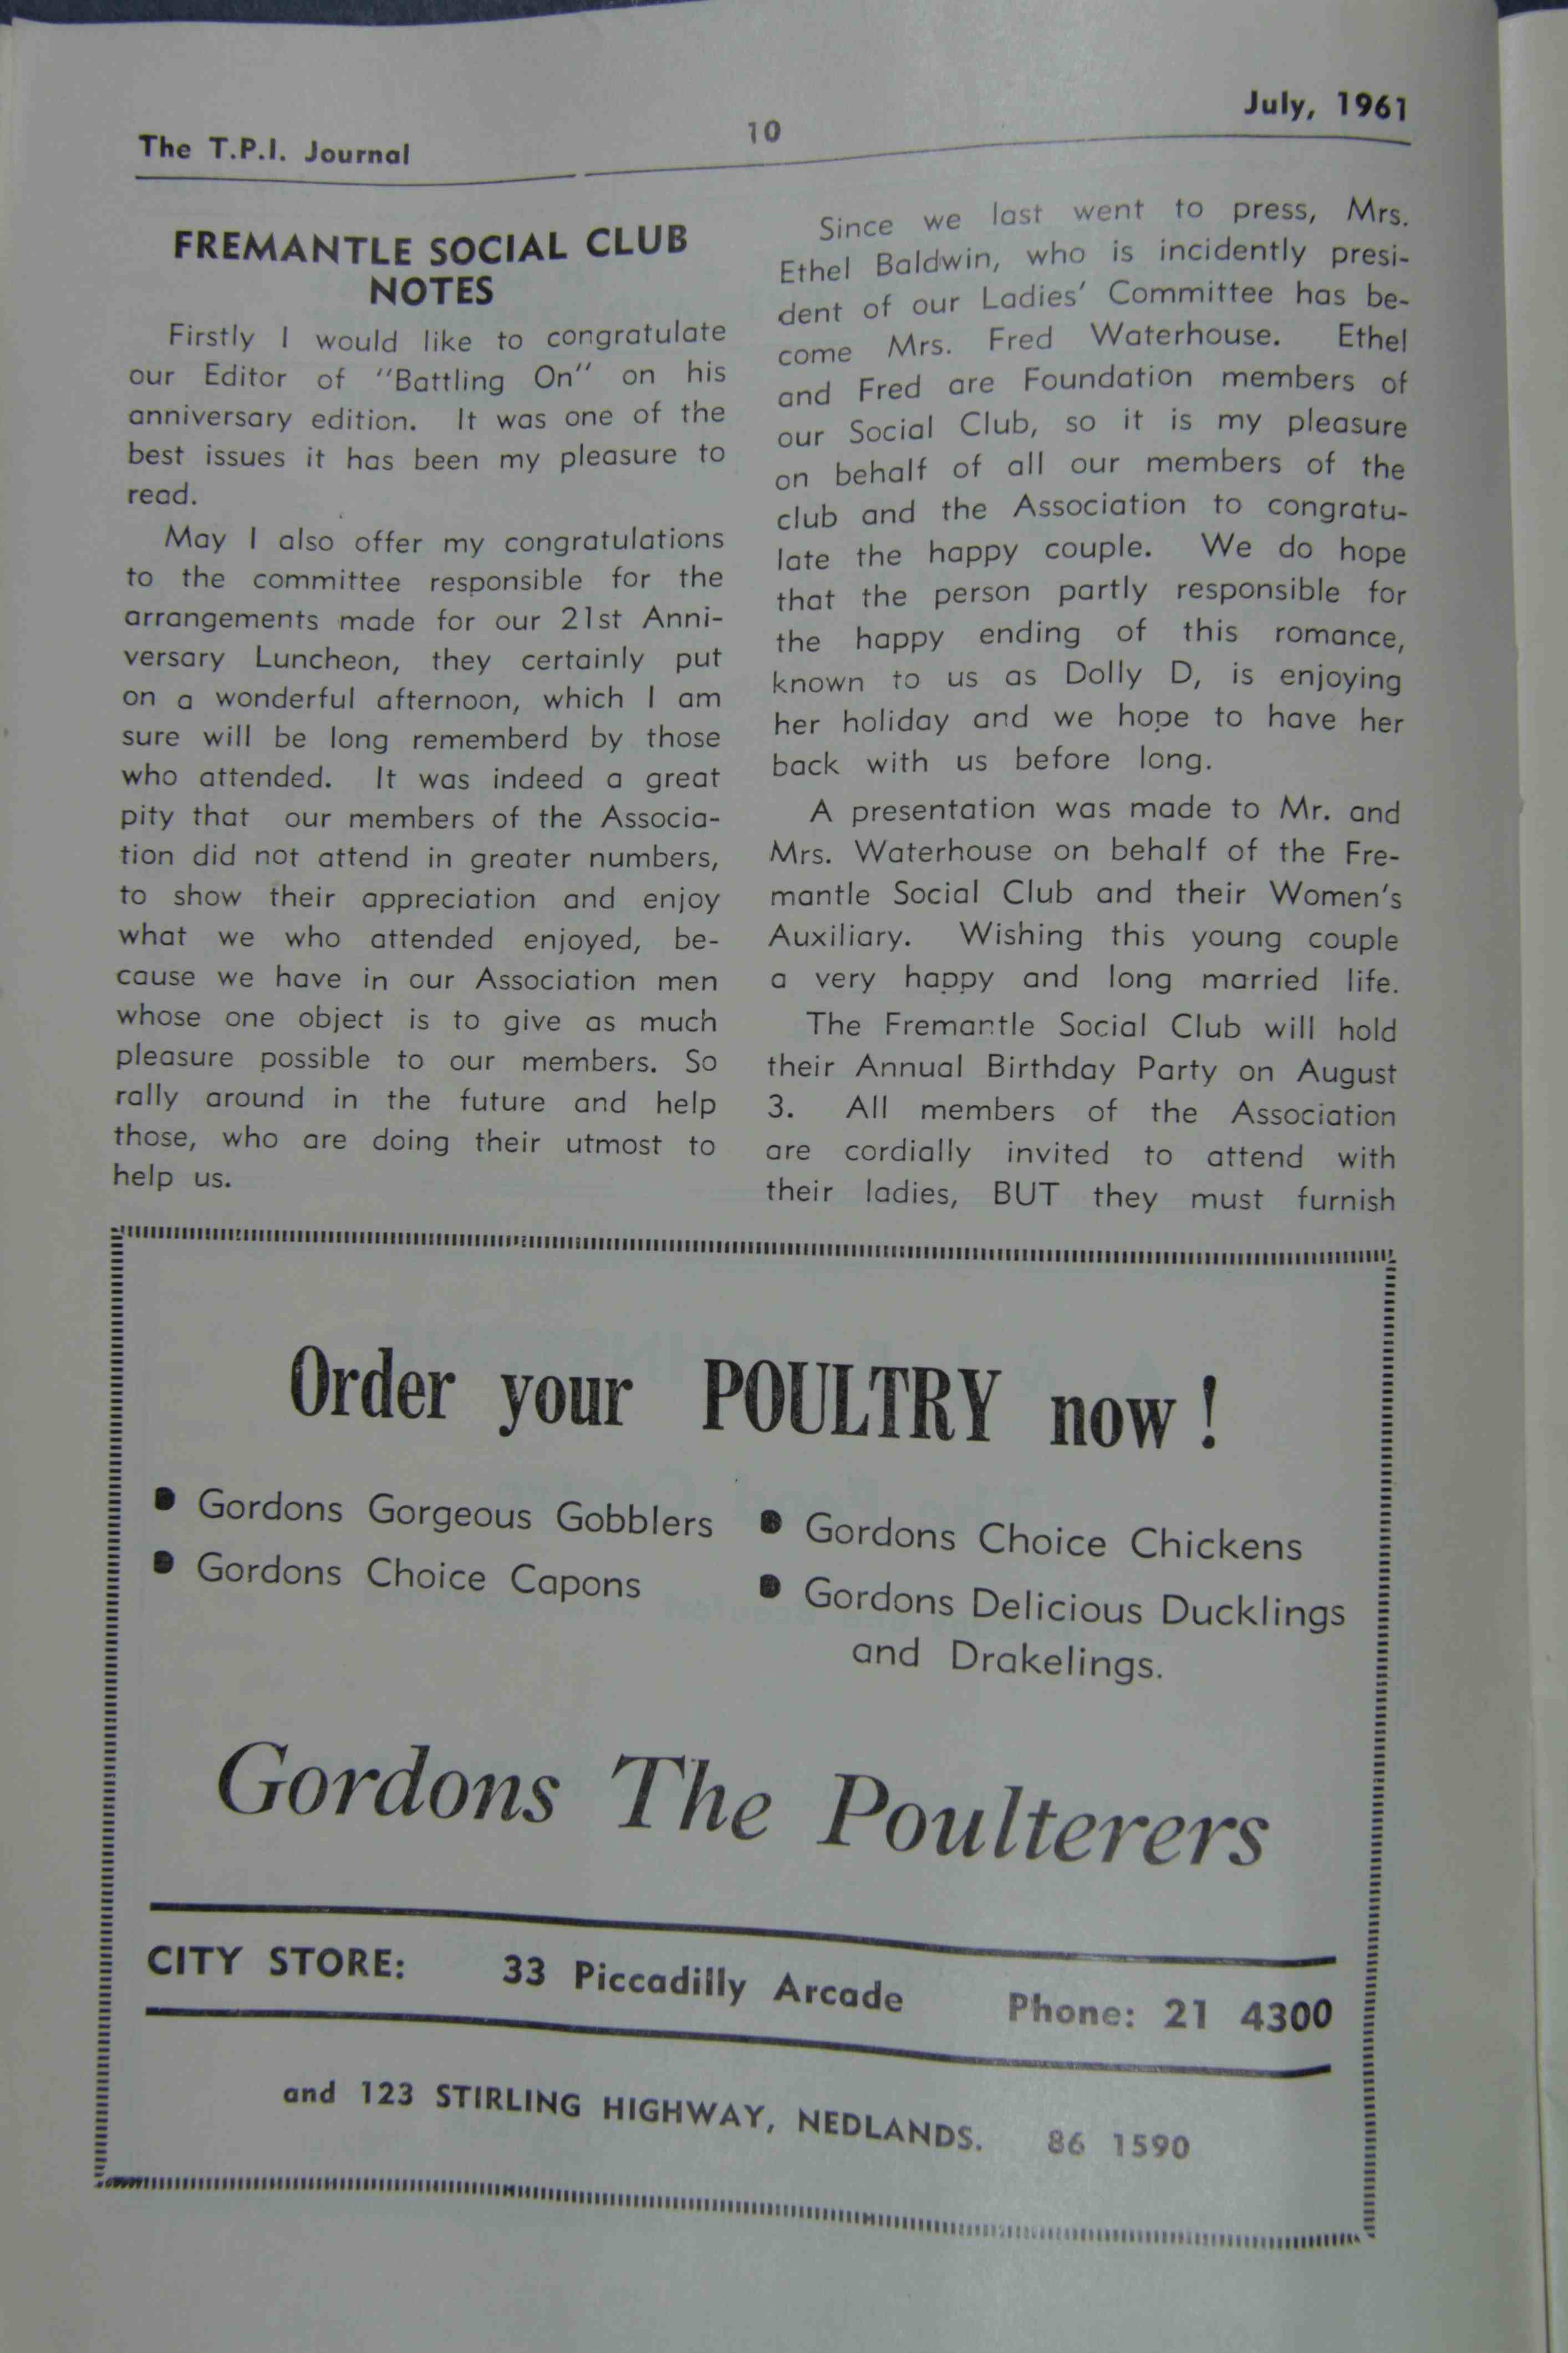 The T.P.I. Journal
10
July, 1961
FREMANTLE SOCIAL CLUB
NOTES
Firstly I would like to congratulate
our Editor of "Battling On" on his
anniversary edition. It was one of the
best issues it has been my pleasure to
read.
May I also offer my congratulations
to the committee responsible for the
arrangements made for our 21st Anni-
versary Luncheon, they certainly put
on a wonderful afternoon, which I am
sure will be long rememberd by those
who attended. It was indeed a great
pity that our members of the Associa-
tion did not attend in greater numbers,
to show their appreciation and enjoy
what we who attended enjoyed, be-
cause we have in our Association men
whose one object is to give as much
pleasure possible to our members. So
rally around in the future and help
those, who are doing their utmost to
help us.
Since we last went to press, Mrs.
Ethel Baldwin, who is incidently presi-
dent of our Ladies' Committee has be-
come Mrs. Fred Waterhouse. Ethel
and Fred are Foundation members of
our Social Club, so it is my pleasure
on behalf of all our members of the
club and the Association to congratu-
late the happy couple. We do hope
that the person partly responsible for
the happy ending of this romance,
known to us as Dolly D, is enjoying
her holiday and we hope to have her
back with us before long.
A presentation was made to Mr. and
Mrs. Waterhouse on behalf of the Fre-
mantle Social Club and their Women's
Auxiliary. Wishing this young couple
a very happy and long married life.
The Fremantle Social Club will hold
their Annual Birthday Party on August
3. All members of the Association
are cordially invited to attend with
their ladies, BUT they must furnish
Order your POULTRY now!
• Gordons Gorgeous Gobblers
• Gordons Choice Capons
• Gordons Choice Chickens
• Gordons Delicious Ducklings
and Drakelings.
Gordons The Poulterers
CITY STORE: 33 Piccadilly Arcade Phone: 21 4300
and 123 STIRLING HIGHWAY, NEDLANDS. 86 1590